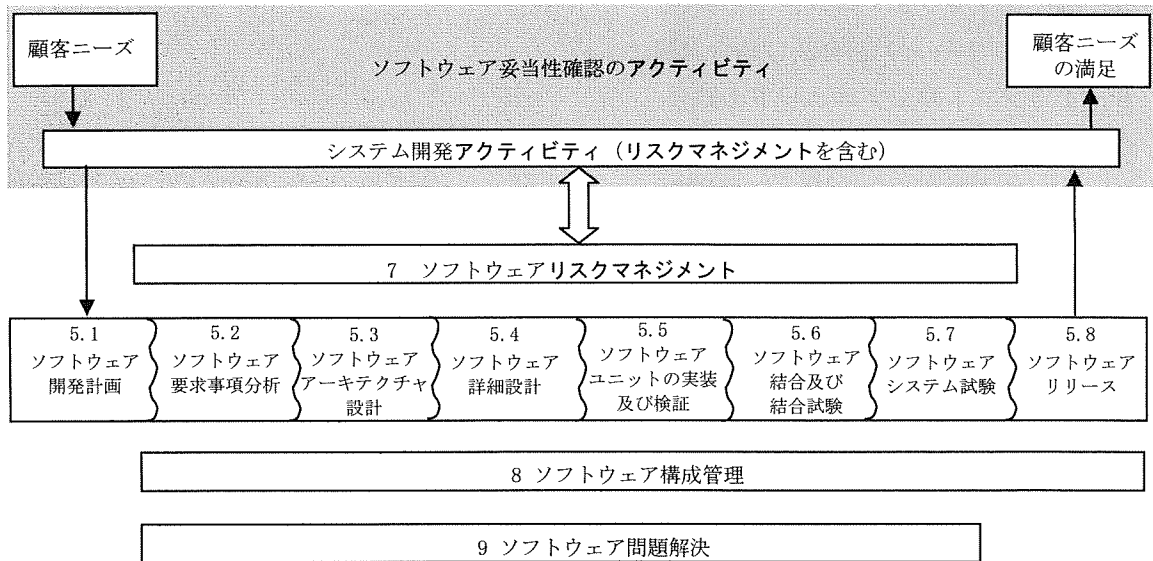 顧客ニーズ
ソフトウェア妥当性確認のアクティビティ
顧客ニーズ
の満足
システム開発アクティビティ（リスクマネジメントを含む）
7 ソフトウェアリスクマネジメント
5.1
ソフトウェア
開発計画
5.2
ソフトウェア
要求事項分析
5.3
ソフトウェア
アーキテクチャ
設計
5.4
ソフトウェア
詳細設計
5.5
ソフトウェア
ユニットの実装
及び検証
5.6
ソフトウェア
結合及び
結合試験
5.7
ソフトウェア
システム試験
5.8
ソフトウェア
リリース
8 ソフトウェア構成管理
9 ソフトウェア問題解決